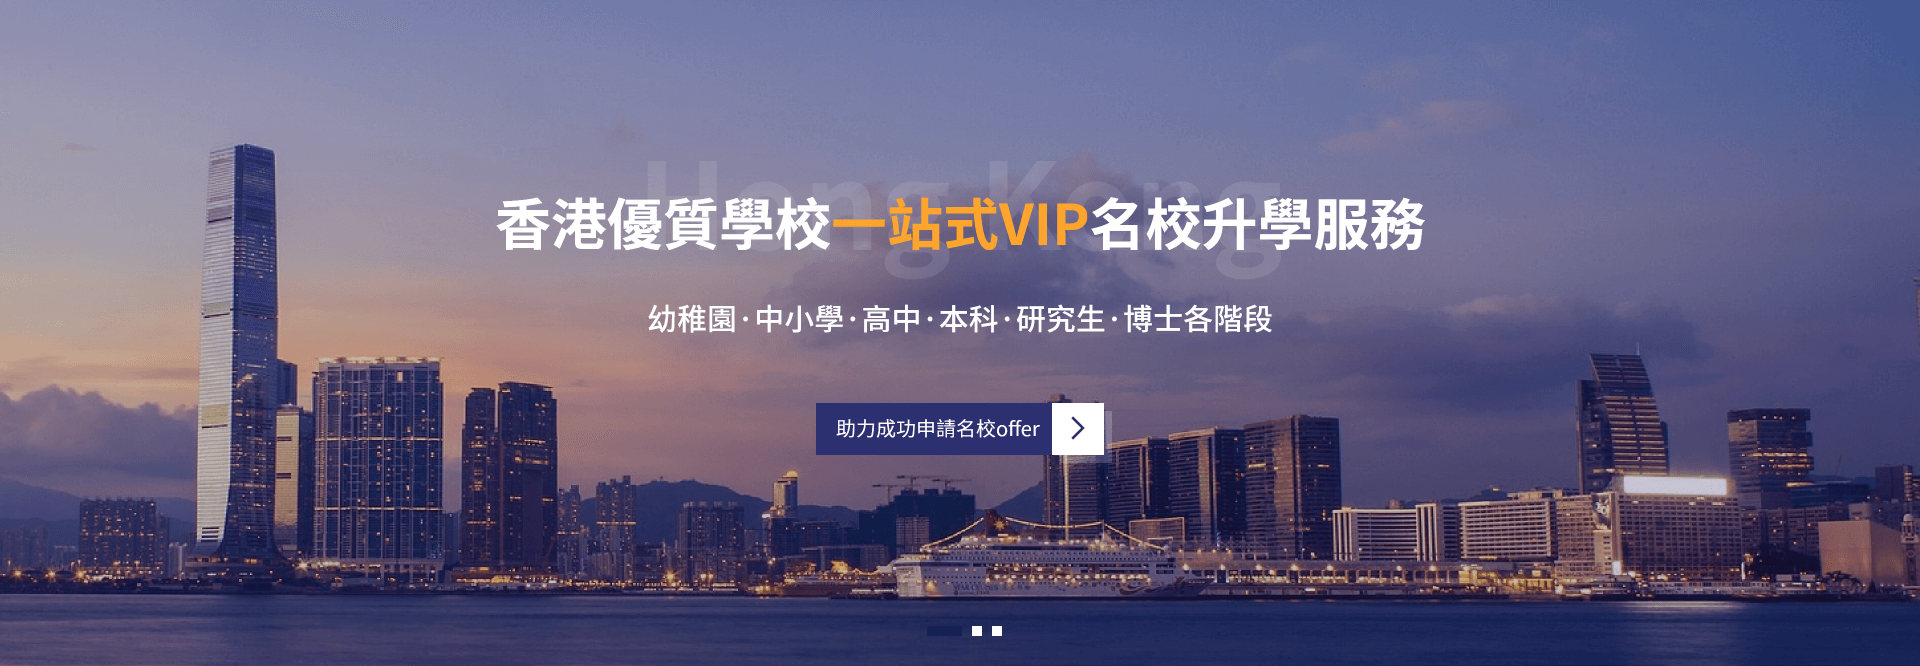 Hong Kong
香港優質學校一站式VIP名校升學服務
幼稚園·中小學·高中·本科·研究生·博士各階段
助力成功申請名校offer